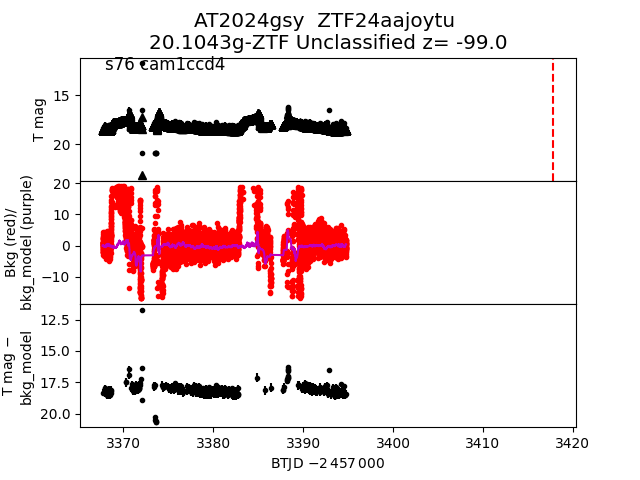 AT2024gsy  ZTF24aajoytu
20.1043g-ZTF Unclassified z= -99.0
s76 cam1ccd4
T mag
15
20
Bkg (red)/
bkg_model (purple)
20
10
0
−10
T mag −
bkg_model
12.5
15.0
17.5
20.0
3370 3380 3390 3400 3410 3420
BTJD −2 457 000